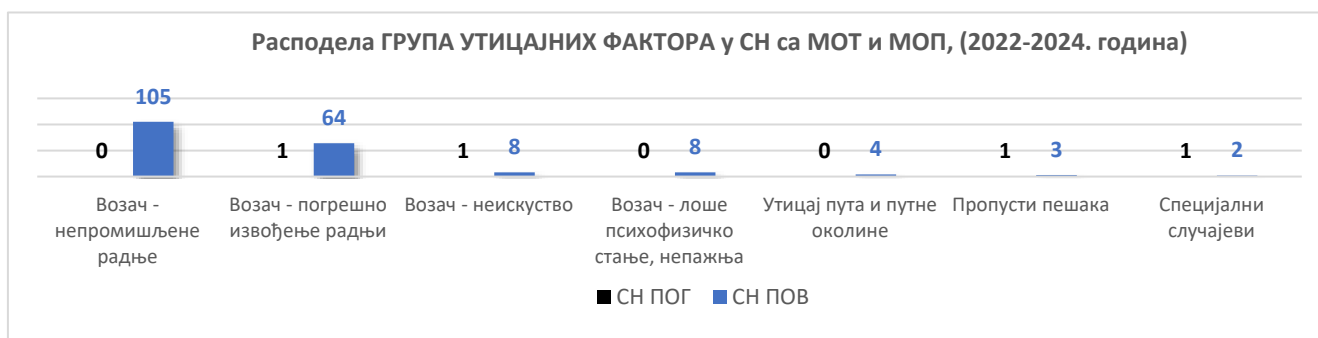 Расподела ГРУПА УТИЦАЈНИХ ФАКТОРА у СН са МОТ и МОП, (2022-2024. година)
0 105 1 64 1 8 0 8 0 4 1 3 1 2
Возач -
непромишљене
радње
Возач - погрешно
извођење радњи
Возач - неискуство
Возач - лоше
психофизичко
стање, непажња
Утицај пута и путне
околине
Пропусти пешака
Специјални
случајеви
СН ПОГ СН ПОВ